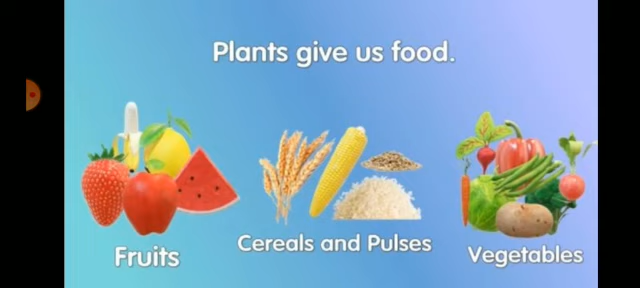 Plants give us food.
Fruits
Cereals and Pulses
Vegetables